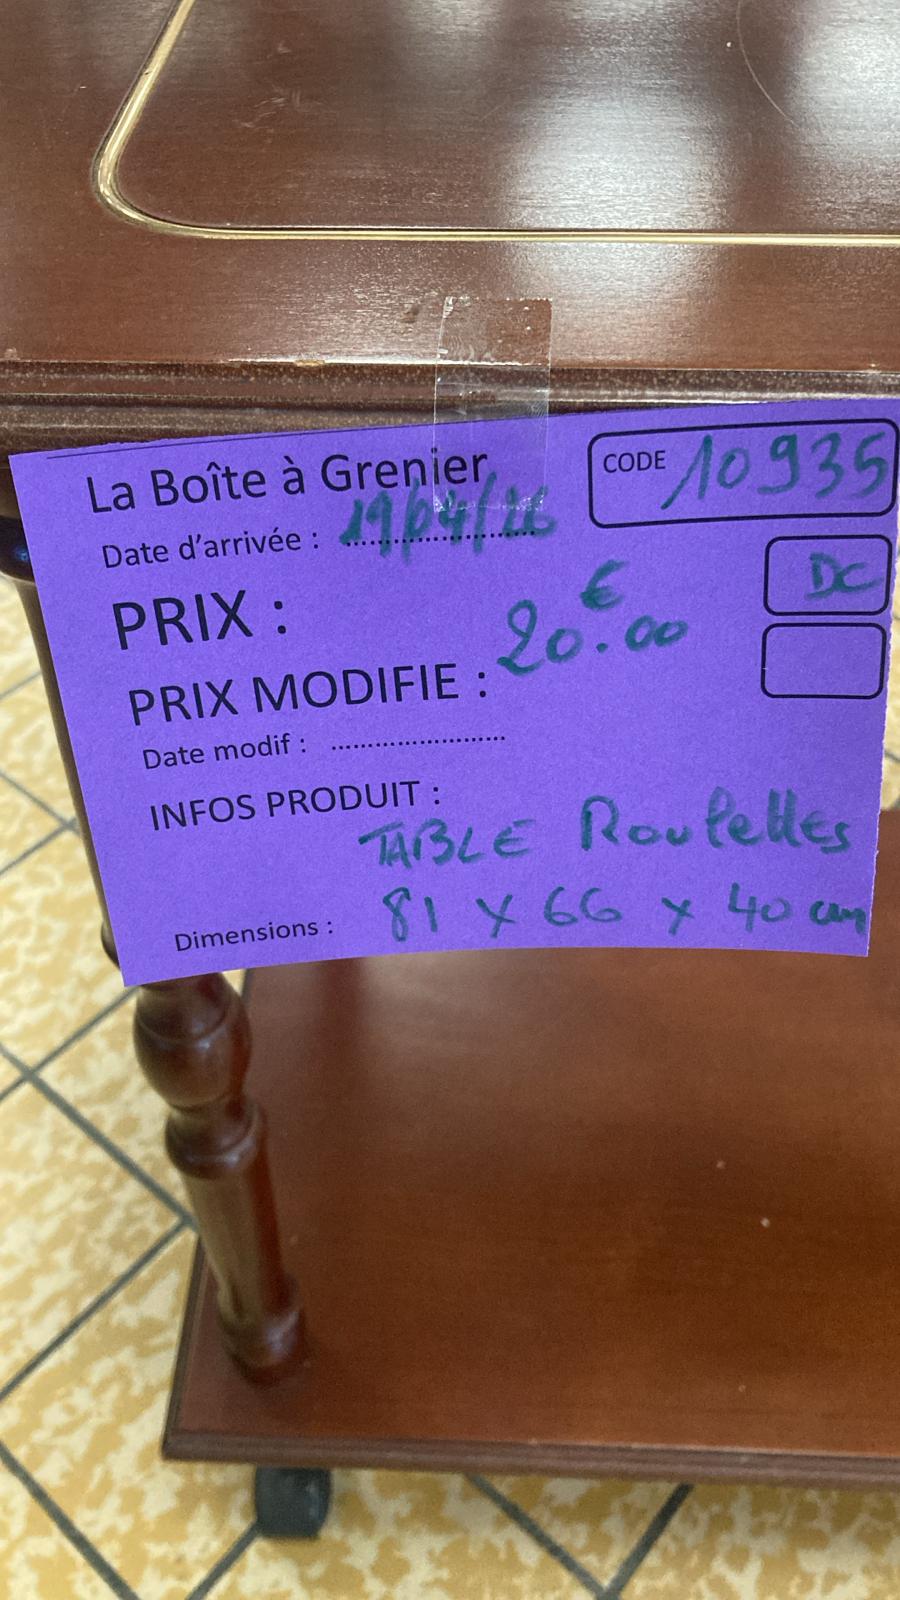 La Boîte à Grenier
CODE 10935
Date d'arrivée : 19/04/26
DC
PRIX : 20.00 €
PRIX MODIFIE :
Date modif : ........................
INFOS PRODUIT :
TABLE Roulettes
Dimensions : 81 x 66 x 40 cm